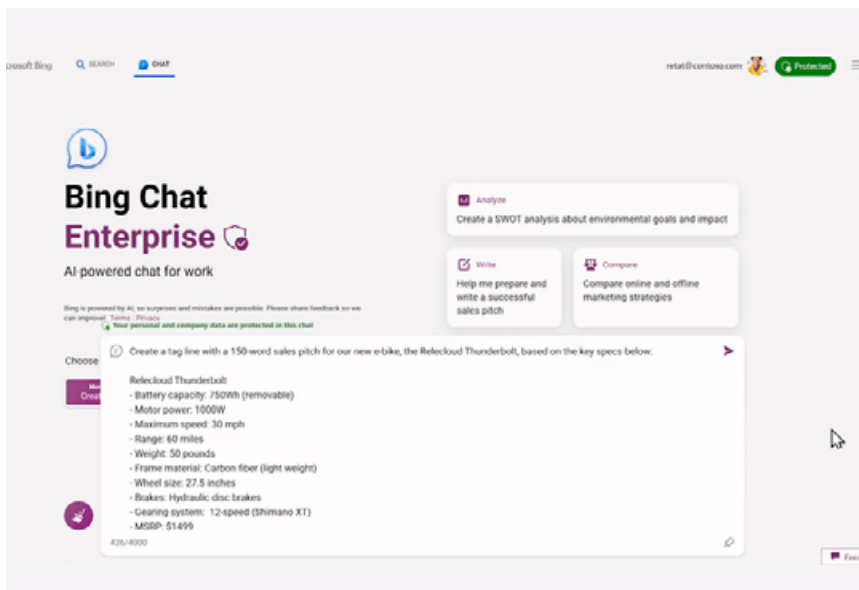 crosoft Bing
SEARCH
CHAT
retat@contoso.com
Protected
Bing Chat
Enterprise
AI-powered chat for work
Bing is powered by AI, so surprises and mistakes are possible. Please share feedback so we
can improve! Terms | Privacy
Your personal and company data are protected in this chat
Analyze
Create a SWOT analysis about environmental goals and impact
Write
Help me prepare and
write a successful
sales pitch
Compare
Compare online and offline
marketing strategies
Choose
Mo
Creat
Create a tag line with a 150-word sales pitch for our new e-bike, the Relecloud Thunderbolt, based on the key specs below:
Relecloud Thunderbolt
- Battery capacity: 750Wh (removable)
- Motor power: 1000W
- Maximum speed: 30 mph
- Range: 60 miles
- Weight: 50 pounds
- Frame material: Carbon fiber (light weight)
- Wheel size: 27.5 inches
- Brakes: Hydraulic disc brakes
- Gearing system: 12-speed (Shimano XT)
- MSRP: $1499
426/4000
Fee